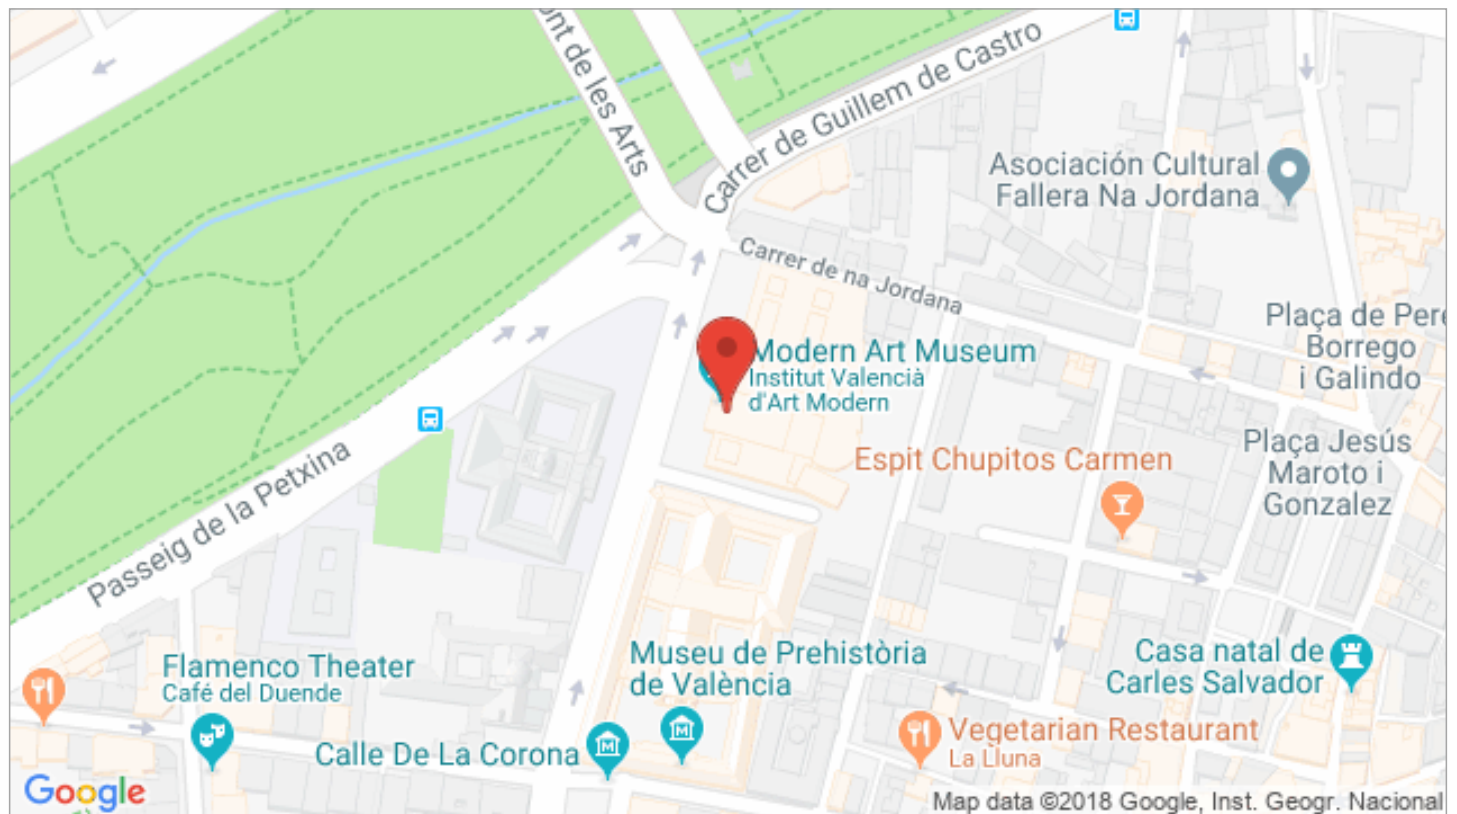 ont de les Arts
Carrer de Guillem de Castro
Asociación Cultural
Fallera Na Jordana
Carrer de na Jordana
Plaça de Pere
Borrego
i Galindo
Modern Art Museum
Institut Valencià
d'Art Modern
Espit Chupitos Carmen
Plaça Jesús
Maroto i
Gonzalez
Passeig de la Petxina
Museu de Prehistòria
de València
Casa natal de
Carles Salvador
Flamenco Theater
Café del Duende
Calle De La Corona
Vegetarian Restaurant
La Lluna
Google
Map data ©2018 Google, Inst. Geogr. Nacional